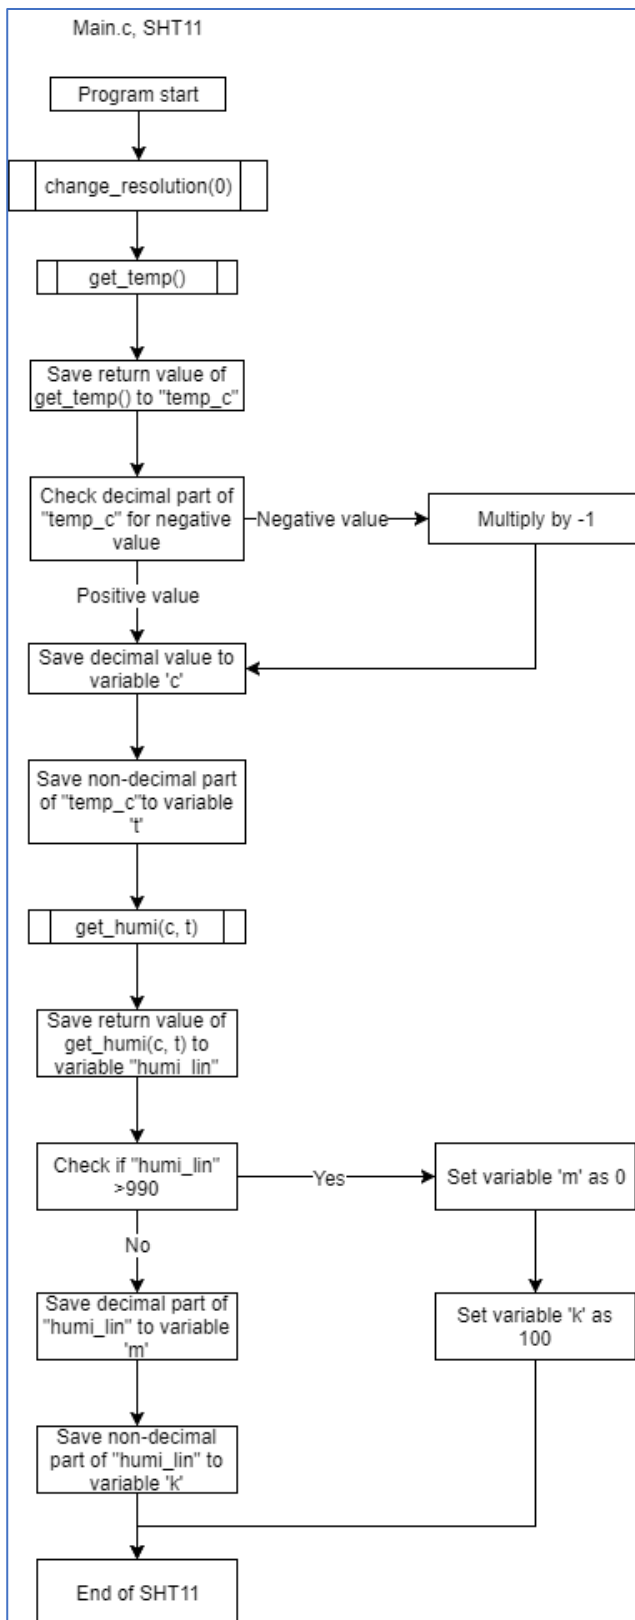 Main.c, SHT11
Program start
change_resolution(0)
get_temp()
Save return value of
get_temp() to "temp_c"
Check decimal part of
"temp_c" for negative
value
Negative value
Multiply by -1
Positive value
Save decimal value to
variable 'c'
Save non-decimal part
of "temp_c"to variable
't'
get_humi(c, t)
Save return value of
get_humi(c, t) to
variable "humi_lin"
Check if "humi_lin"
>990
Yes
Set variable 'm' as 0
No
Save decimal part of
"humi_lin" to variable
'm'
Set variable 'k' as
100
Save non-decimal
part of "humi_lin" to
variable 'k'
End of SHT11